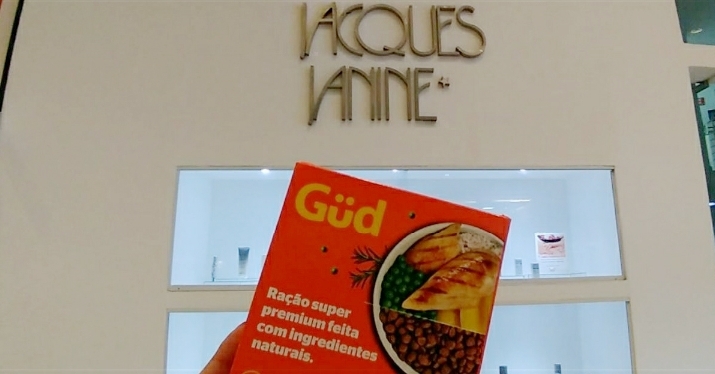 JACQUES
JANINE
Güd
Ração super
premium feita
com ingredientes
naturais.